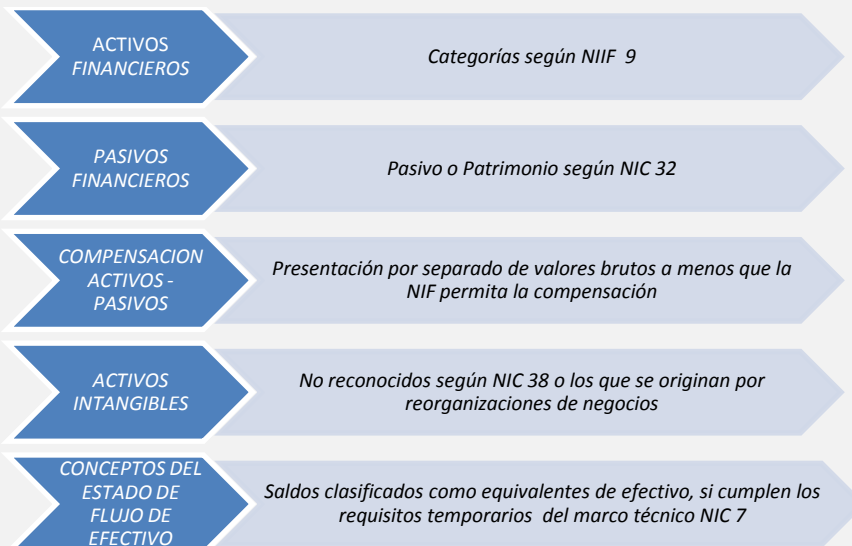 ACTIVOS
FINANCIEROS
Categorías según NIIF 9
PASIVOS
FINANCIEROS
Pasivo o Patrimonio según NIC 32
COMPENSACION
ACTIVOS -
PASIVOS
Presentación por separado de valores brutos a menos que la
NIF permita la compensación
ACTIVOS
INTANGIBLES
No reconocidos según NIC 38 o los que se originan por
reorganizaciones de negocios
CONCEPTOS DEL
ESTADO DE
FLUJO DE
EFECTIVO
Saldos clasificados como equivalentes de efectivo, si cumplen los
requisitos temporarios del marco técnico NIC 7